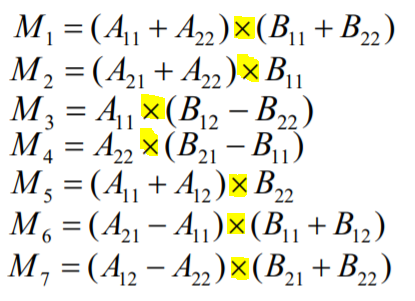 M₁ = (A₁₁ + A₂₂) × (B₁₁ + B₂₂)
M₂ = (A₂₁ + A₂₂) × B₁₁
M₃ = A₁₁ × (B₁₂ − B₂₂)
M₄ = A₂₂ × (B₂₁ − B₁₁)
M₅ = (A₁₁ + A₁₂) × B₂₂
M₆ = (A₂₁ − A₁₁) × (B₁₁ + B₁₂)
M₇ = (A₁₂ − A₂₂) × (B₂₁ + B₂₂)